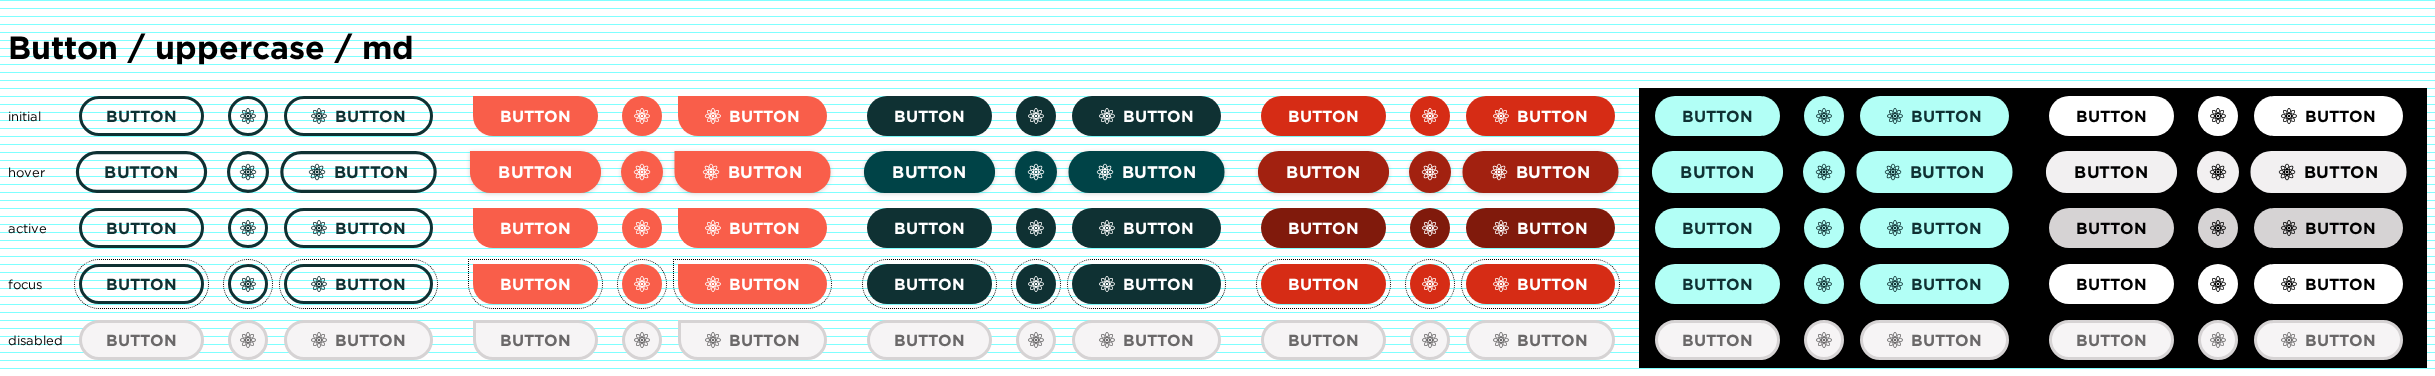 Button / uppercase / md
initial BUTTON BUTTON BUTTON BUTTON BUTTON BUTTON BUTTON BUTTON BUTTON BUTTON BUTTON BUTTON
hover BUTTON BUTTON BUTTON BUTTON BUTTON BUTTON BUTTON BUTTON BUTTON BUTTON BUTTON BUTTON
active BUTTON BUTTON BUTTON BUTTON BUTTON BUTTON BUTTON BUTTON BUTTON BUTTON BUTTON BUTTON
focus BUTTON BUTTON BUTTON BUTTON BUTTON BUTTON BUTTON BUTTON BUTTON BUTTON BUTTON BUTTON
disabled BUTTON BUTTON BUTTON BUTTON BUTTON BUTTON BUTTON BUTTON BUTTON BUTTON BUTTON BUTTON